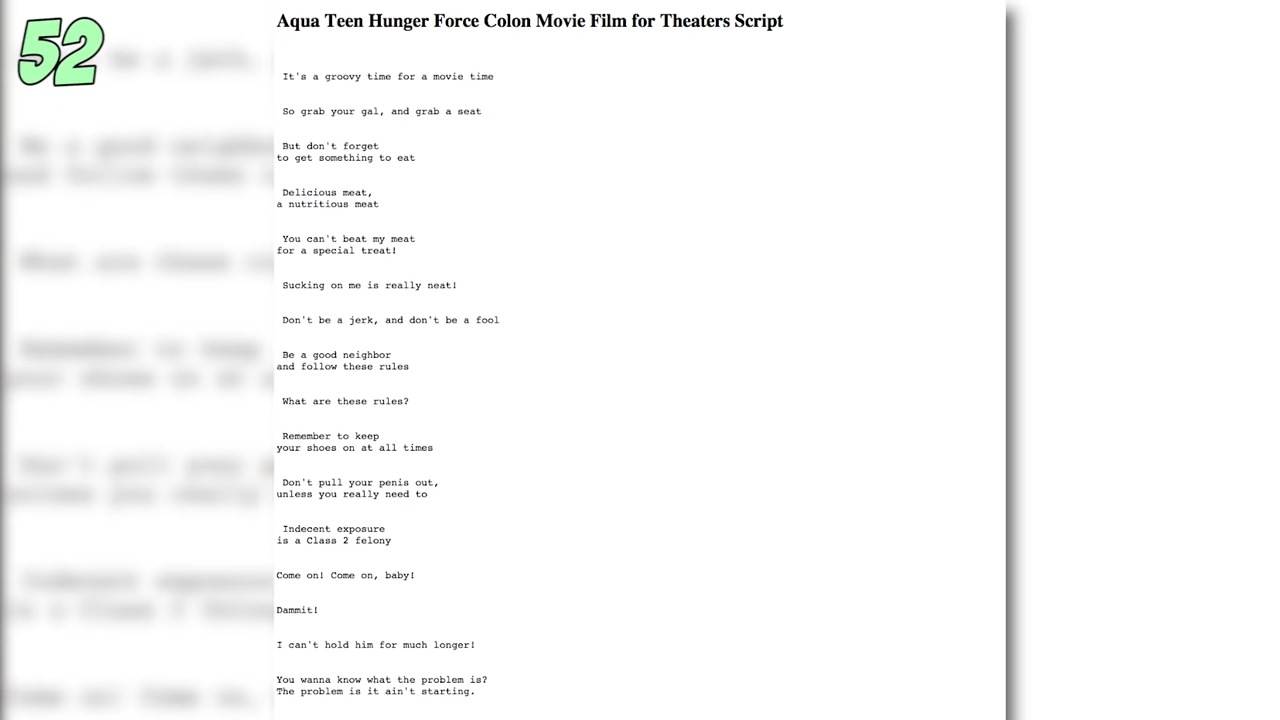 52
Aqua Teen Hunger Force Colon Movie Film for Theaters Script
It's a groovy time for a movie time
So grab your gal, and grab a seat
But don't forget
to get something to eat
Delicious meat,
a nutritious meat
You can't beat my meat
for a special treat!
Sucking on me is really neat!
Don't be a jerk, and don't be a fool
Be a good neighbor
and follow these rules
What are these rules?
Remember to keep
your shoes on at all times
Don't pull your penis out,
unless you really need to
Indecent exposure
is a Class 2 felony
Come on! Come on, baby!
Dammit!
I can't hold him for much longer!
You wanna know what the problem is?
The problem is it ain't starting.